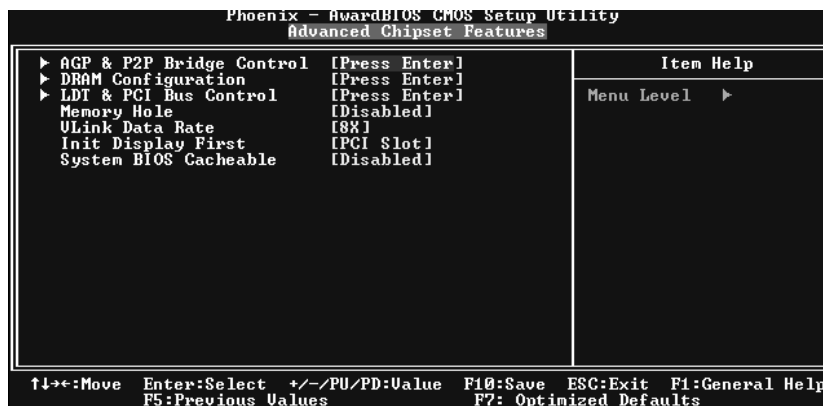 Phoenix - AwardBIOS CMOS Setup Utility
Advanced Chipset Features
▶ AGP & P2P Bridge Control [Press Enter]
▶ DRAM Configuration [Press Enter]
▶ LDT & PCI Bus Control [Press Enter]
Memory Hole [Disabled]
VLink Data Rate [8X]
Init Display First [PCI Slot]
System BIOS Cacheable [Disabled]
Item Help
Menu Level ▶
↑↓→←:Move Enter:Select +/-/PU/PD:Value F10:Save ESC:Exit F1:General Help
F5:Previous Values F7: Optimized Defaults